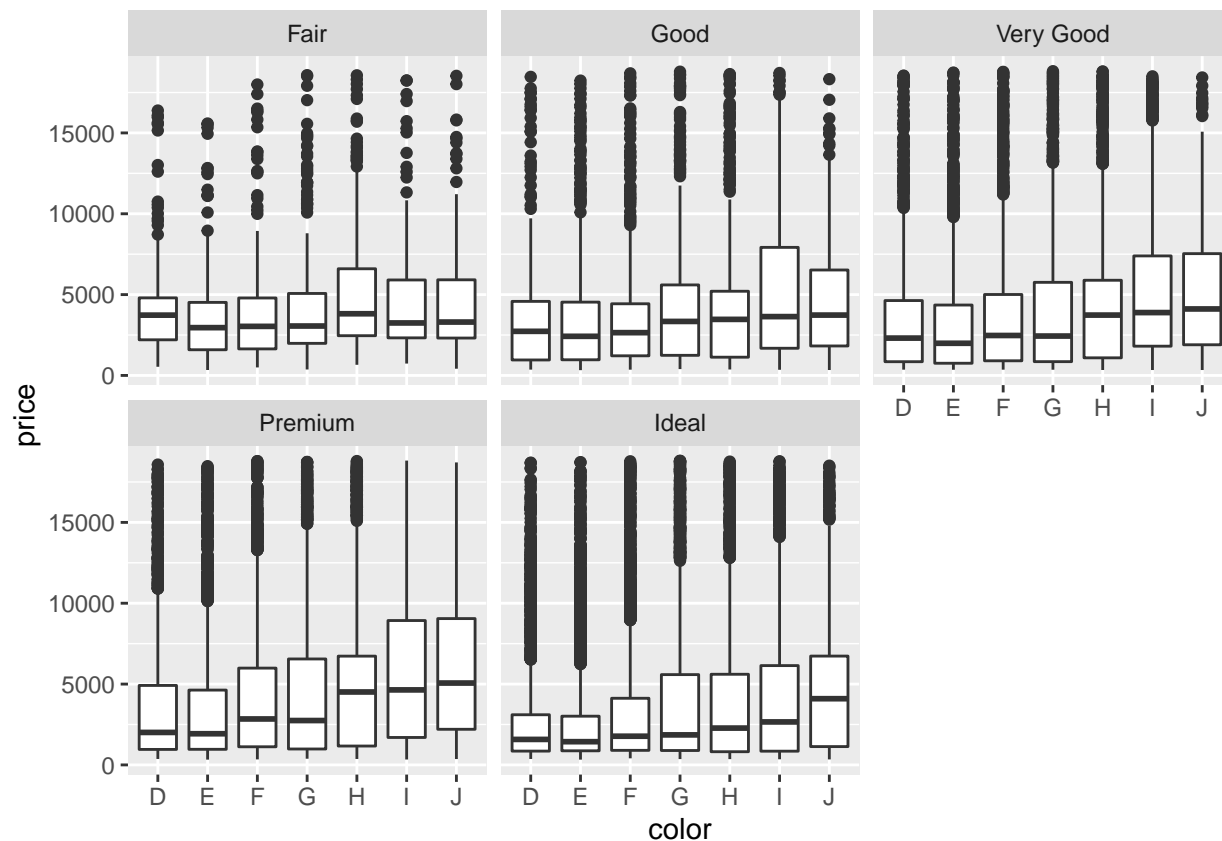 Fair Good Very Good
15000
10000
5000
0
D E F G H I J
price
Premium Ideal
15000
10000
5000
0
D E F G H I J D E F G H I J
color